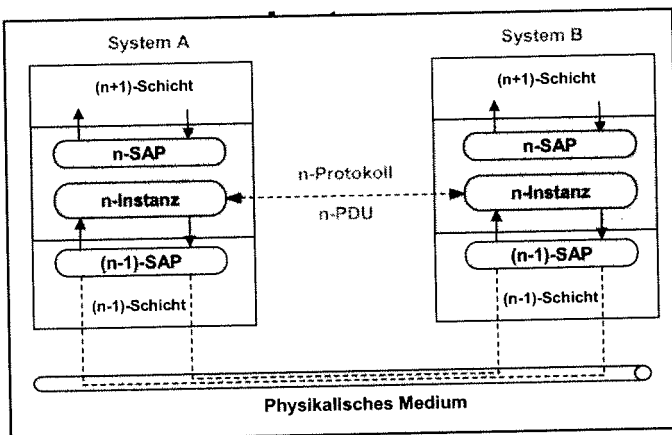 System A
System B
(n+1)-Schicht
(n+1)-Schicht
n-SAP
n-SAP
n-Protokoll
n-Instanz
n-Instanz
n-PDU
(n-1)-SAP
(n-1)-SAP
(n-1)-Schicht
(n-1)-Schicht
Physikalisches Medium